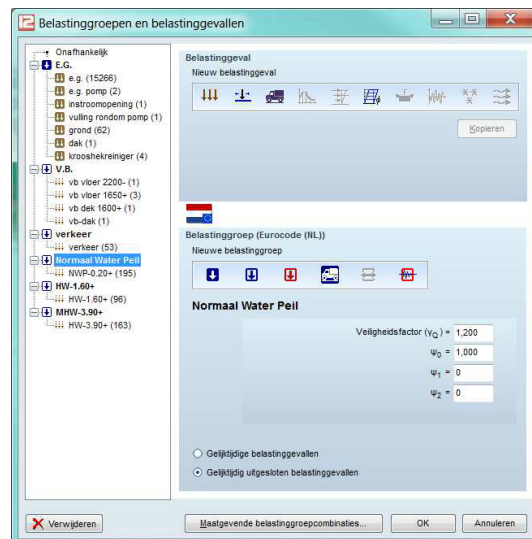 Belastinggroepen en belastinggevallen
Onafhankelijk
E.G.
e.g. (15266)
e.g. pomp (2)
instroomopening (1)
vulling rondom pomp (1)
grond (62)
dak (1)
krooshekreiniger (4)
V.B.
vb vloer 2200- (1)
vb vloer 1650+ (3)
vb dek 1600+ (1)
vb-dak (1)
verkeer
verkeer (53)
Normaal Water Peil
NWP-0.20+ (195)
HW-1.60+
HW-1.60+ (96)
MHW-3.90+
HW-3.90+ (163)
Verwijderen
Belastinggeval
Nieuw belastinggeval
Kopieren
Belastinggroep (Eurocode (NL))
Nieuwe belastinggroep
Normaal Water Peil
Veiligheidsfactor (γQ) = 1,200
ψ0 = 1,000
ψ1 = 0
ψ2 = 0
Gelijktijdige belastinggevallen
Gelijktijdig uitgesloten belastinggevallen
Maatgevende belastinggroepcombinaties...
OK
Annuleren